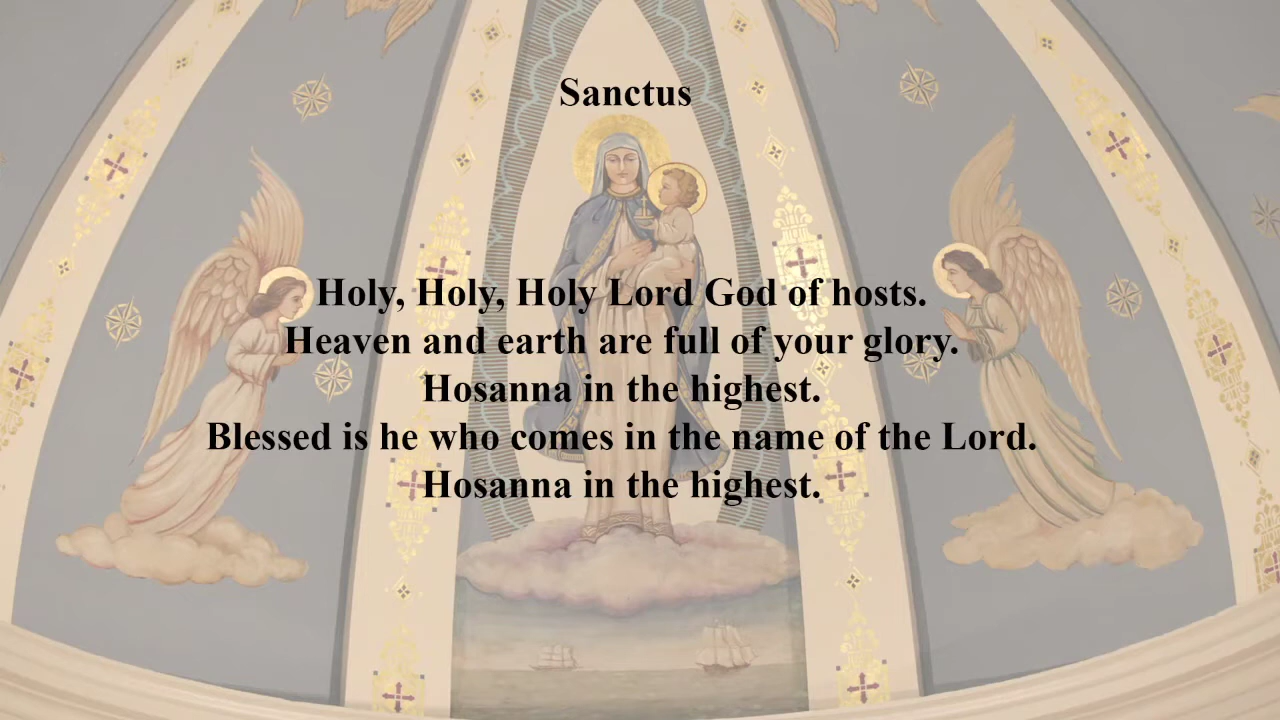 Sanctus
Holy, Holy, Holy Lord God of hosts.
Heaven and earth are full of your glory.
Hosanna in the highest.
Blessed is he who comes in the name of the Lord.
Hosanna in the highest.